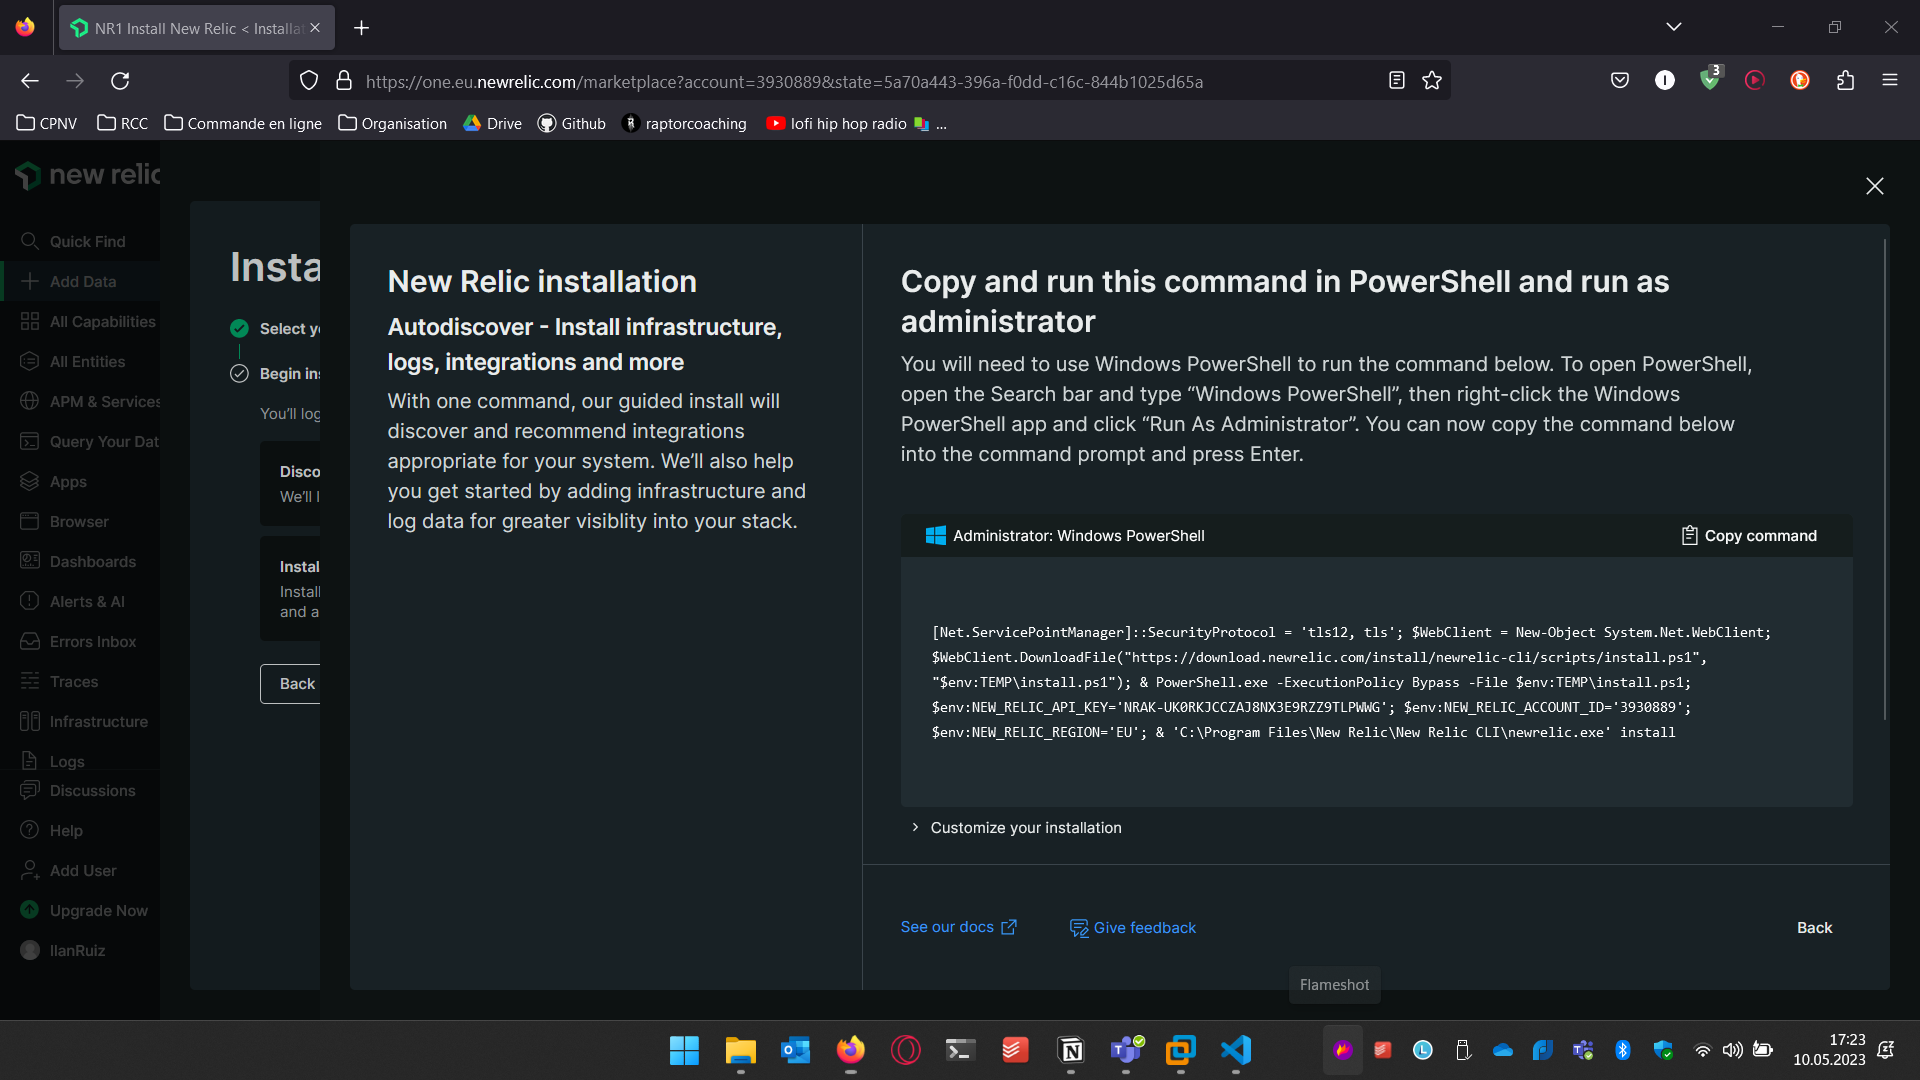 NR1 Install New Relic < Installat
https://one.eu.newrelic.com/marketplace?account=3930889&state=5a70a443-396a-f0dd-c16c-844b1025d65a
3
CPNV
RCC
Commande en ligne
Organisation
Drive
Github
raptorcoaching
lofi hip hop radio
...
new relic
Quick Find
Add Data
All Capabilities
All Entities
APM & Services
Query Your Dat
Apps
Browser
Dashboards
Alerts & AI
Errors Inbox
Traces
Infrastructure
Logs
Discussions
Help
Add User
Upgrade Now
IlanRuiz
Insta
Select yo
Begin ins
You'll log
Disco
We'll l
Instal
Install
and a
Back
New Relic installation
Autodiscover - Install infrastructure,
logs, integrations and more
With one command, our guided install will
discover and recommend integrations
appropriate for your system. We'll also help
you get started by adding infrastructure and
log data for greater visiblity into your stack.
Copy and run this command in PowerShell and run as
administrator
You will need to use Windows PowerShell to run the command below. To open PowerShell,
open the Search bar and type “Windows PowerShell”, then right-click the Windows
PowerShell app and click “Run As Administrator”. You can now copy the command below
into the command prompt and press Enter.
Administrator: Windows PowerShell
Copy command
[Net.ServicePointManager]::SecurityProtocol = 'tls12, tls'; $WebClient = New-Object System.Net.WebClient;
$WebClient.DownloadFile("https://download.newrelic.com/install/newrelic-cli/scripts/install.ps1",
"$env:TEMP\install.ps1"); & PowerShell.exe -ExecutionPolicy Bypass -File $env:TEMP\install.ps1;
$env:NEW_RELIC_API_KEY='NRAK-UK0RKJCCZAJ8NX3E9RZZ9TLPWWG'; $env:NEW_RELIC_ACCOUNT_ID='3930889';
$env:NEW_RELIC_REGION='EU'; & 'C:\Program Files\New Relic\New Relic CLI\newrelic.exe' install
Customize your installation
See our docs
Give feedback
Back
Flameshot
17:23
10.05.2023